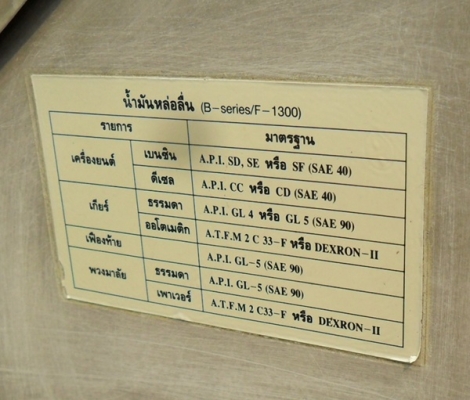 น้ำมันหล่อลื่น (B-series/F-1300)
รายการ มาตรฐาน
เครื่องยนต์ เบนซิน A.P.I. SD, SE หรือ SF (SAE 40)
ดีเซล A.P.I. CC หรือ CD (SAE 40)
เกียร์ ธรรมดา A.P.I. GL 4 หรือ GL 5 (SAE 90)
ออโตเมติก A.T.F.M 2 C 33-F หรือ DEXRON-II
เฟืองท้าย A.P.I. GL-5 (SAE 90)
พวงมาลัย ธรรมดา A.P.I. GL-5 (SAE 90)
เพาเวอร์ A.T.F.M 2 C33-F หรือ DEXRON-II